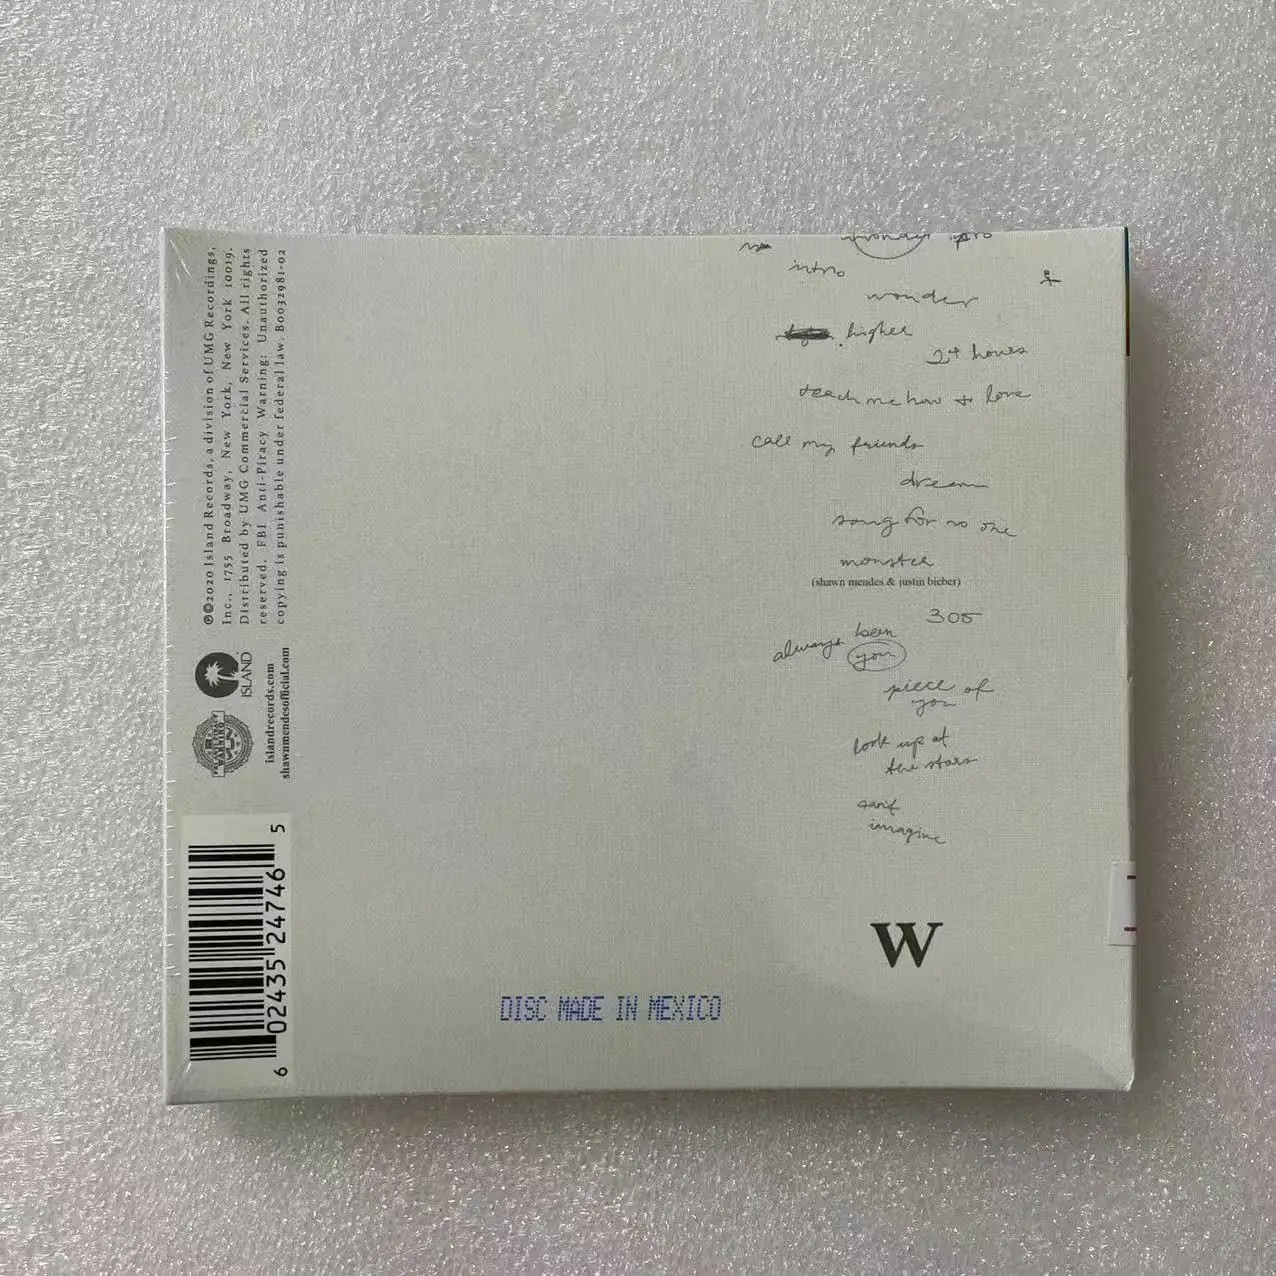 ℗©2020 Island Records, a division of UMG Recordings,
Inc., 1755 Broadway, New York, New York 10019.
Distributed by UMG Commercial Services. All rights
reserved. FBI Anti-Piracy Warning: Unauthorized
copying is punishable under federal law. B0032981-02
ISLAND
islandrecords.com
shawnmendesofficial.com
6 02435 24746 5
wonder intro
intro
wonder
higher
24 hours
teach me how to love
call my friends
dream
song for no one
monster
(shawn mendes & justin bieber)
305
always been
you
piece of
you
look up at
the stars
can't
imagine
W
DISC MADE IN MEXICO